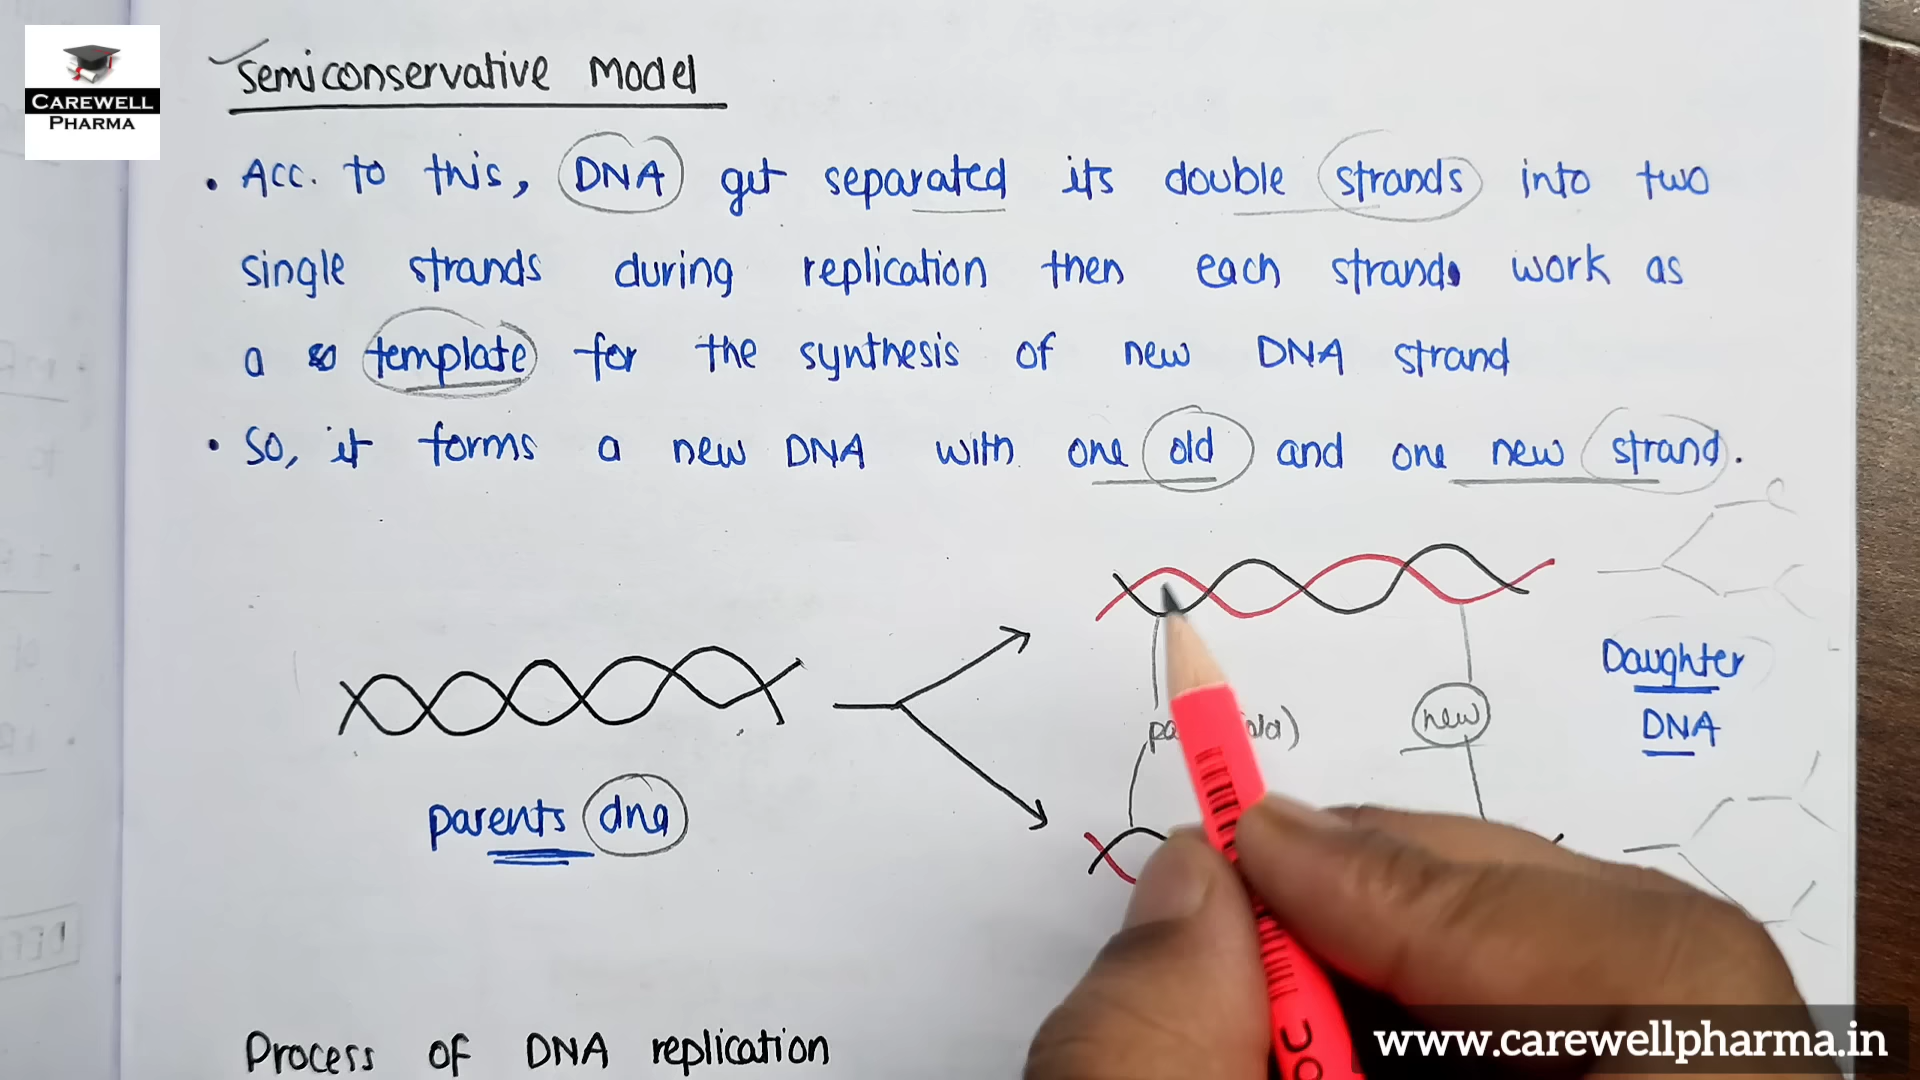 CAREWELL
PHARMA
Semiconservative Model
• Acc. to this, DNA get separated its double strands into two
single strands during replication then each strand work as
a template for the synthesis of new DNA strand
• So, it forms a new DNA with one old and one new strand.
parents dna
new
Daughter
DNA
Process of DNA replication
www.carewellpharma.in